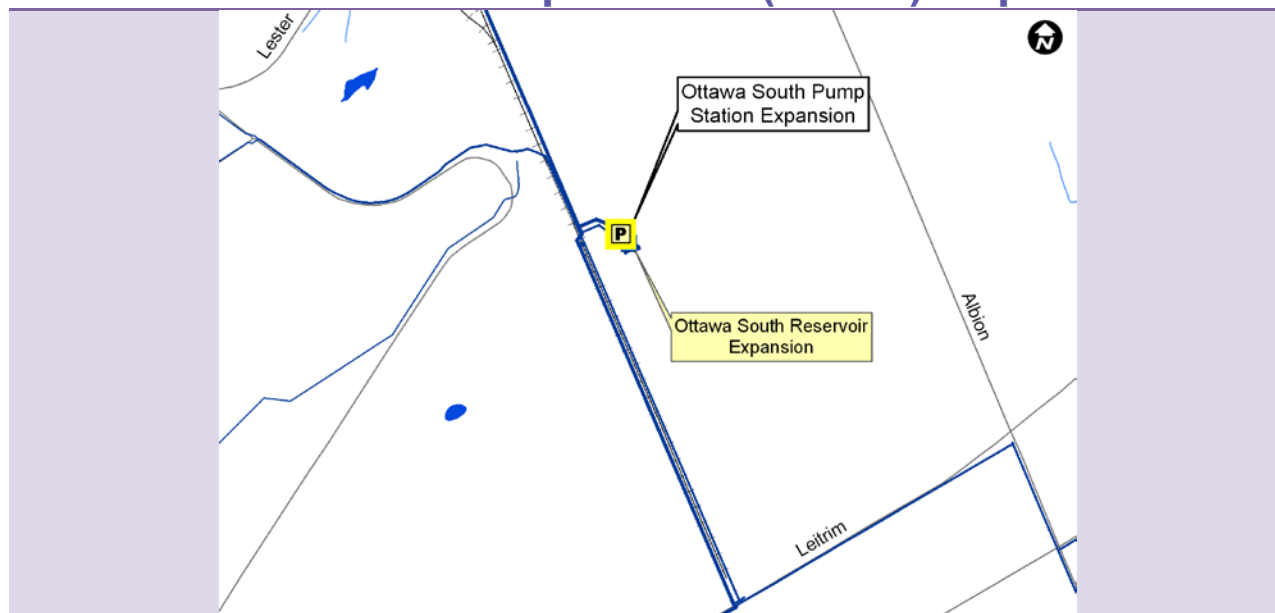 Lester
N
Ottawa South Pump
Station Expansion
P
Ottawa South Reservoir
Expansion
Albion
Leitrim